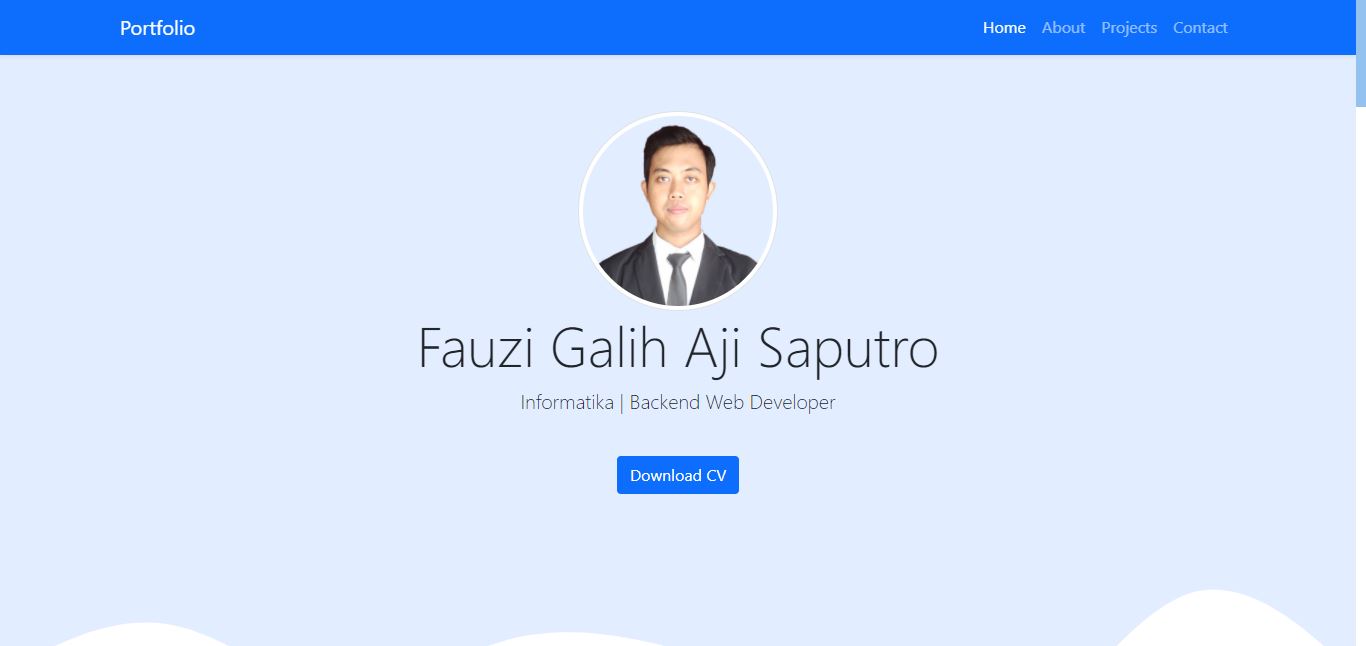 Portfolio
Home About Projects Contact
Fauzi Galih Aji Saputro
Informatika | Backend Web Developer
Download CV